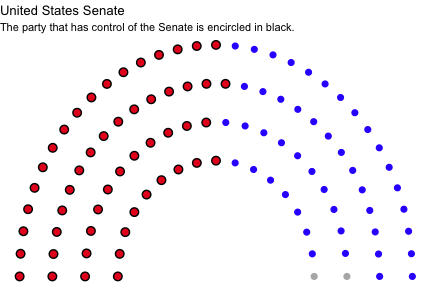 United States Senate
The party that has control of the Senate is encircled in black.